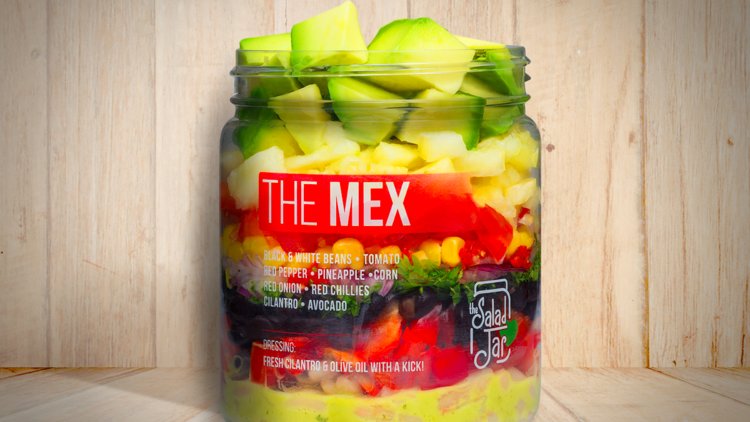 THE MEX
BLACK & WHITE BEANS • TOMATO
RED PEPPER • PINEAPPLE •CORN
RED ONION • RED CHILLIES
CILANTRO • AVOCADO
the
Salad
Jar
DRESSING:
FRESH CILANTRO & OLIVE OIL WITH A KICK!